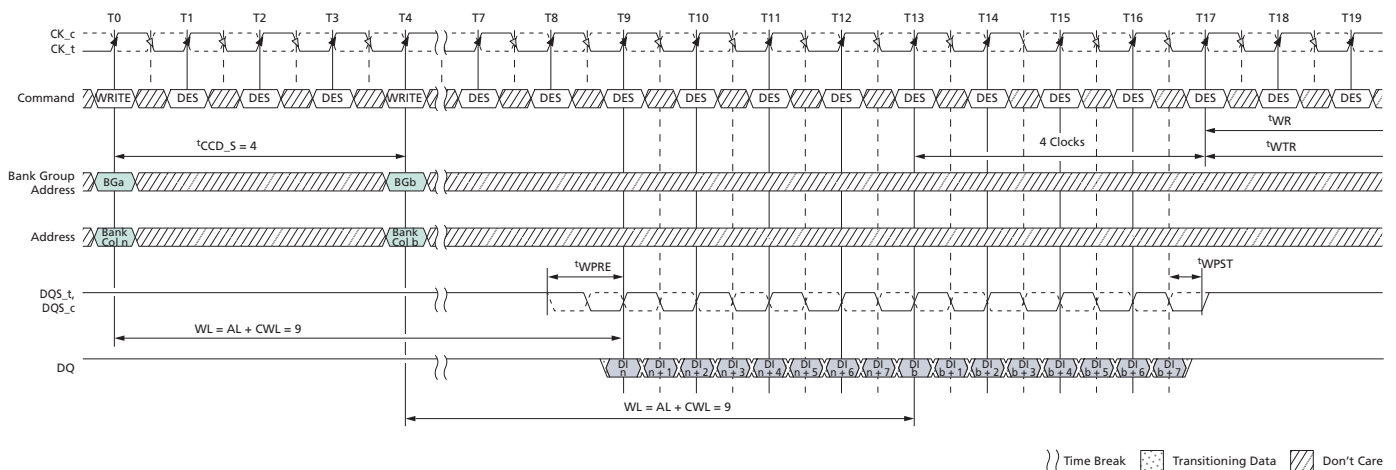 T0 T1 T2 T3 T4 T7 T8 T9 T10 T11 T12 T13 T14 T15 T16 T17 T18 T19
CK_c
CK_t
Command WRITE DES DES DES WRITE DES DES DES DES DES DES DES DES DES DES DES DES DES
tWR
tCCD_S = 4 4 Clocks tWTR
Bank Group
Address
BGa BGb
Address
Bank
Col n
Bank
Col b
tWPRE tWPST
DQS_t,
DQS_c
WL = AL + CWL = 9
DQ
DI
n
DI
n + 1
DI
n + 2
DI
n + 3
DI
n + 4
DI
n + 5
DI
n + 6
DI
n + 7
DI
b
DI
b + 1
DI
b + 2
DI
b + 3
DI
b + 4
DI
b + 5
DI
b + 6
DI
b + 7
WL = AL + CWL = 9
Time Break Transitioning Data Don't Care